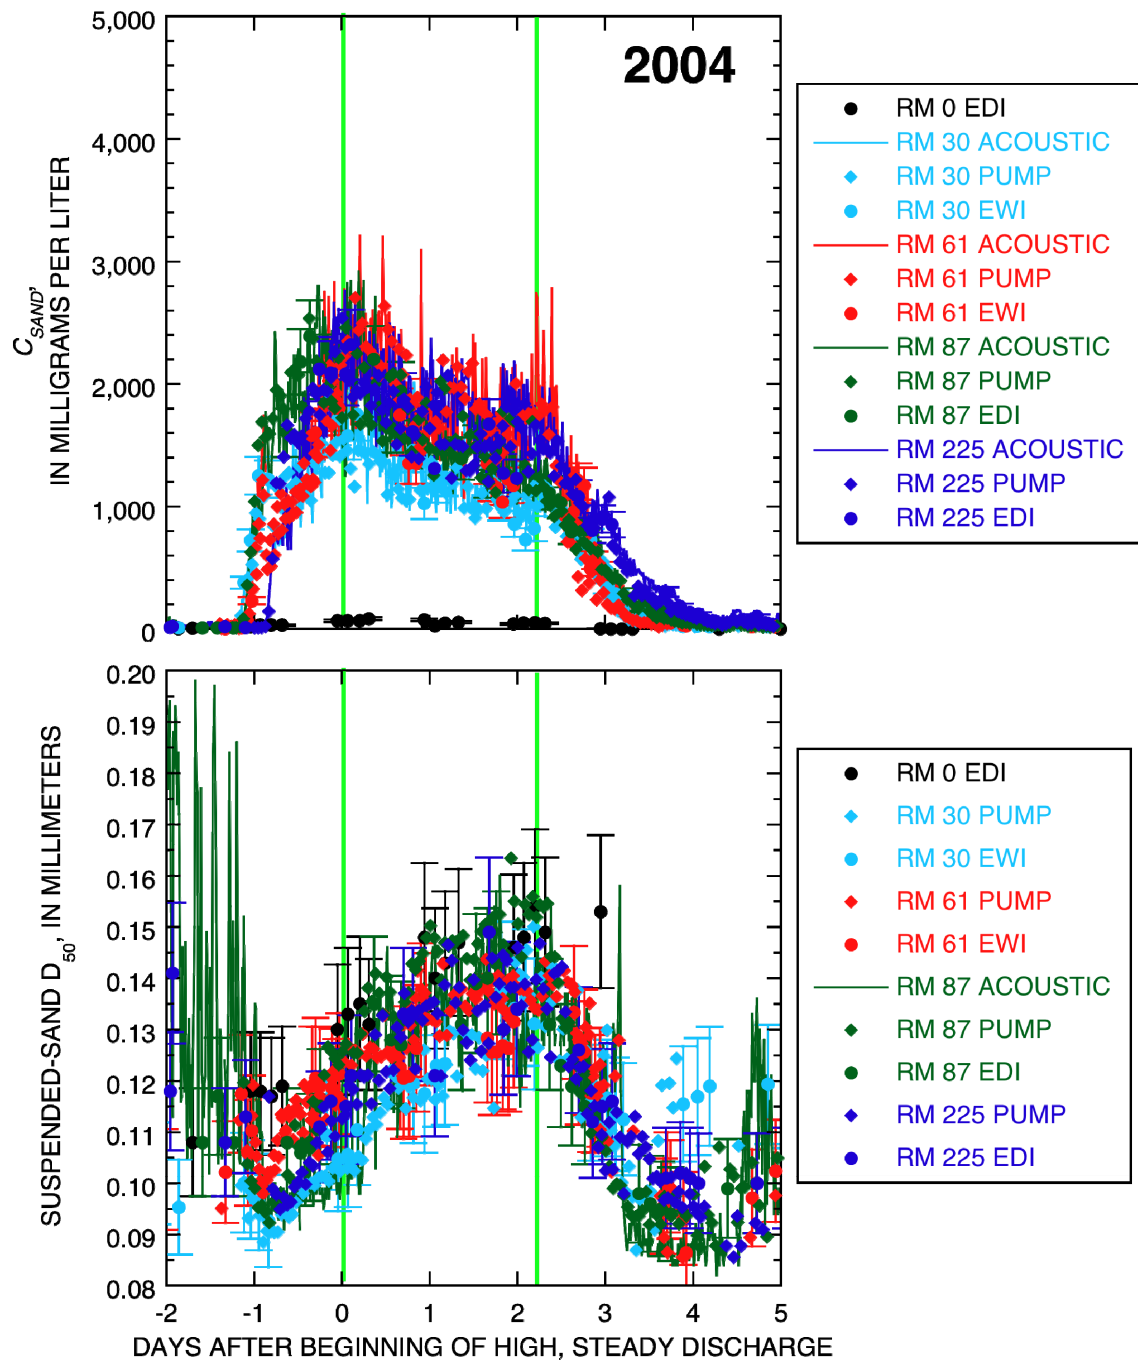 2004
5,000
4,000
3,000
2,000
1,000
0
C SAND,
IN MILLIGRAMS PER LITER
RM 0 EDI
RM 30 ACOUSTIC
RM 30 PUMP
RM 30 EWI
RM 61 ACOUSTIC
RM 61 PUMP
RM 61 EWI
RM 87 ACOUSTIC
RM 87 PUMP
RM 87 EDI
RM 225 ACOUSTIC
RM 225 PUMP
RM 225 EDI
0.20
0.19
0.18
0.17
0.16
0.15
0.14
0.13
0.12
0.11
0.10
0.09
0.08
SUSPENDED-SAND D50, IN MILLIMETERS
RM 0 EDI
RM 30 PUMP
RM 30 EWI
RM 61 PUMP
RM 61 EWI
RM 87 ACOUSTIC
RM 87 PUMP
RM 87 EDI
RM 225 PUMP
RM 225 EDI
-2 -1 0 1 2 3 4 5
DAYS AFTER BEGINNING OF HIGH, STEADY DISCHARGE